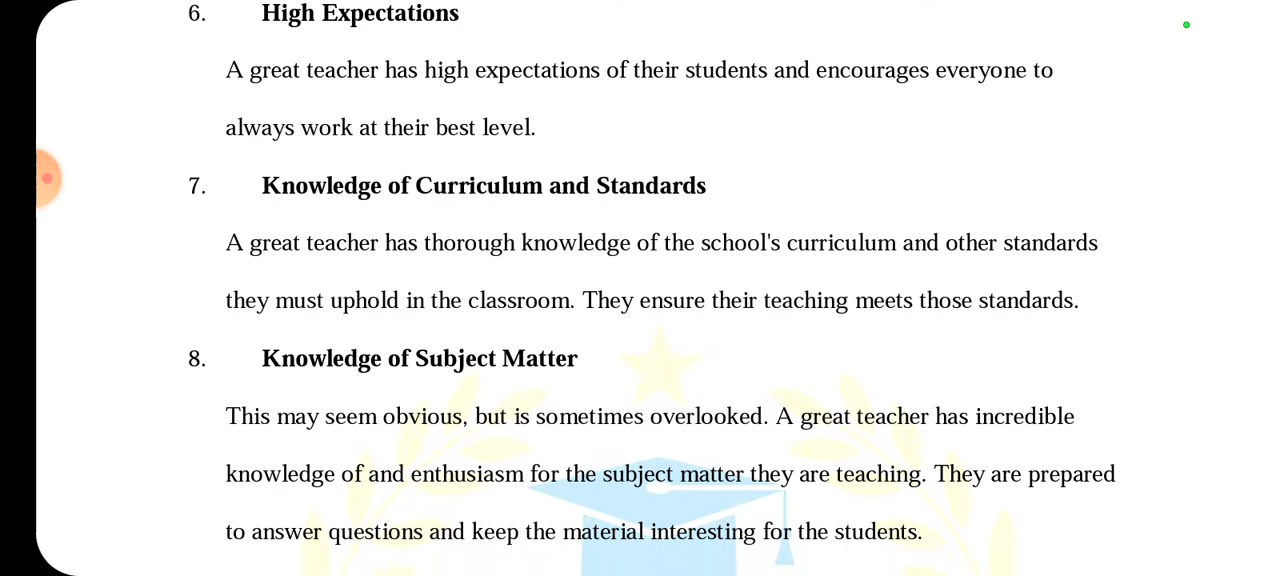 6. High Expectations
A great teacher has high expectations of their students and encourages everyone to
always work at their best level.
7. Knowledge of Curriculum and Standards
A great teacher has thorough knowledge of the school's curriculum and other standards
they must uphold in the classroom. They ensure their teaching meets those standards.
8. Knowledge of Subject Matter
This may seem obvious, but is sometimes overlooked. A great teacher has incredible
knowledge of and enthusiasm for the subject matter they are teaching. They are prepared
to answer questions and keep the material interesting for the students.